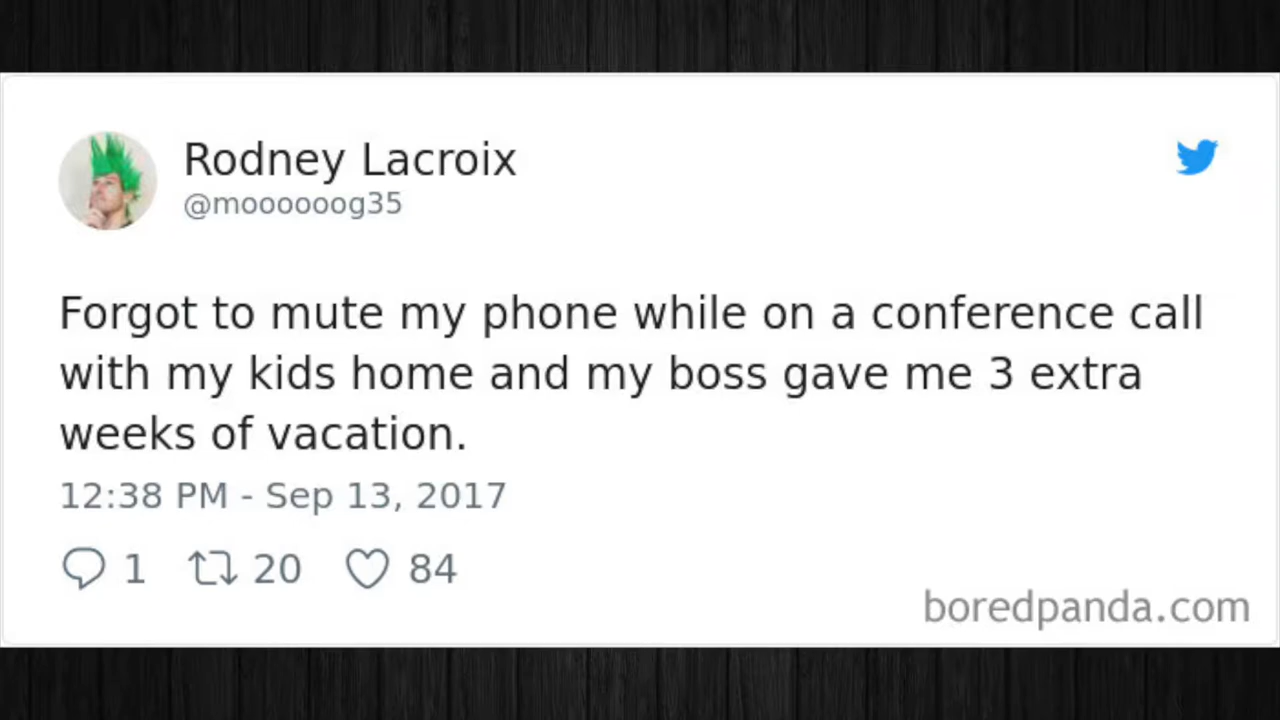 Rodney Lacroix
@moooooog35
Forgot to mute my phone while on a conference call
with my kids home and my boss gave me 3 extra
weeks of vacation.
12:38 PM - Sep 13, 2017
1 20 84
boredpanda.com